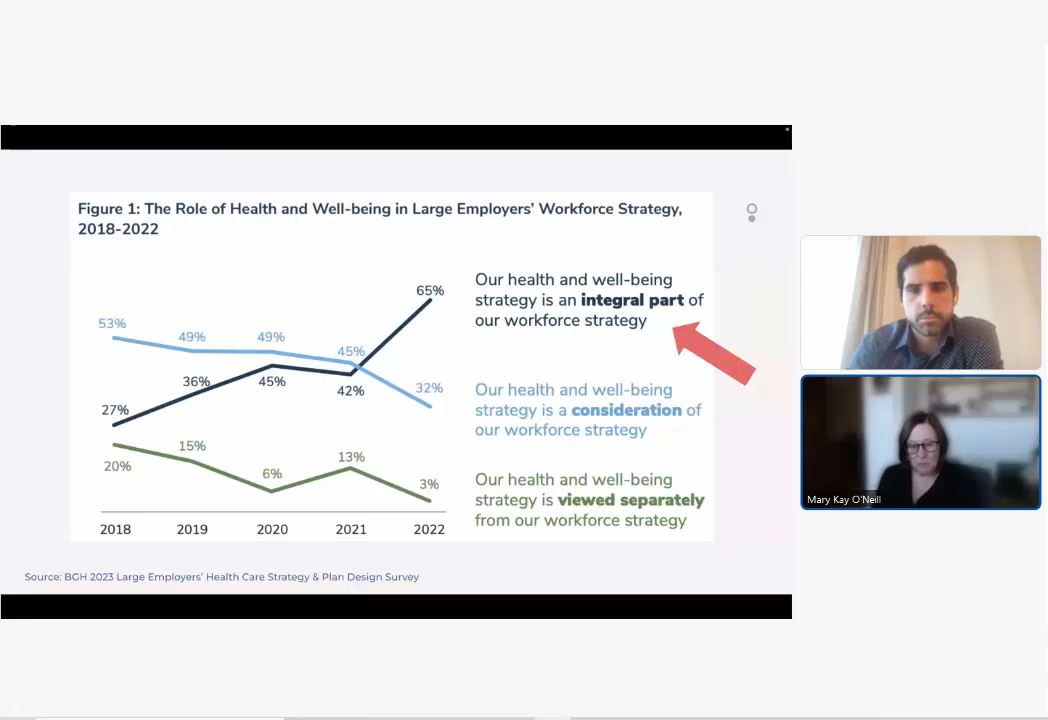 Figure 1: The Role of Health and Well-being in Large Employers' Workforce Strategy,
2018-2022
65%
53%
49%
49%
45%
32%
27%
36%
45%
42%
20%
15%
6%
13%
3%
2018 2019 2020 2021 2022
Our health and well-being
strategy is an integral part of
our workforce strategy
Our health and well-being
strategy is a consideration of
our workforce strategy
Our health and well-being
strategy is viewed separately
from our workforce strategy
Source: BGH 2023 Large Employers' Health Care Strategy & Plan Design Survey
Mary Kay O'Neill